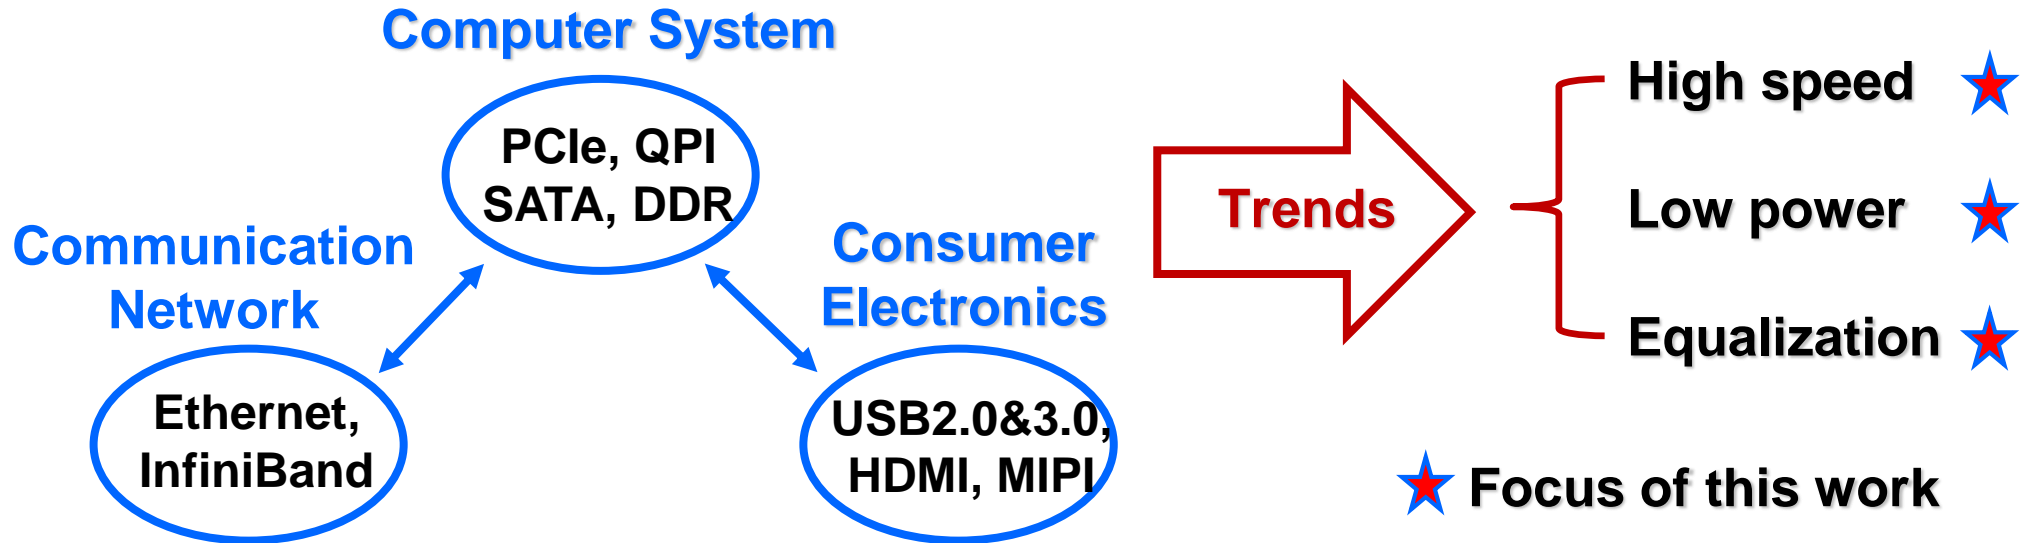 Computer System
PCIe, QPI
SATA, DDR
Communication
Network
Ethernet,
InfiniBand
Consumer
Electronics
USB2.0&3.0,
HDMI, MIPI
Trends
High speed
Low power
Equalization
Focus of this work